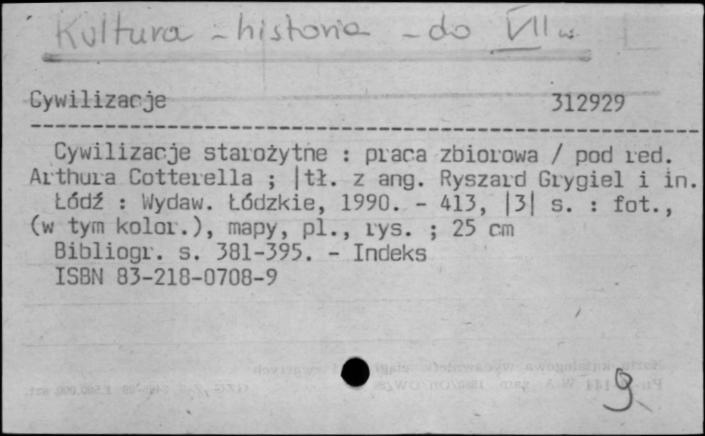 Kultura - historia - do VII w
Cywilizacje 312929
Cywilizacje starożytne : praca zbiorowa / pod red.
Arthura Cotterella ; |tł. z ang. Ryszard Grygiel i in.
Łódź : Wydaw. Łódzkie, 1990. - 413, |3| s. : fot.,
(w tym kolor.), mapy, pl., rys. ; 25 cm
Bibliogr. s. 381-395. - Indeks
ISBN 83-218-0708-9
9.